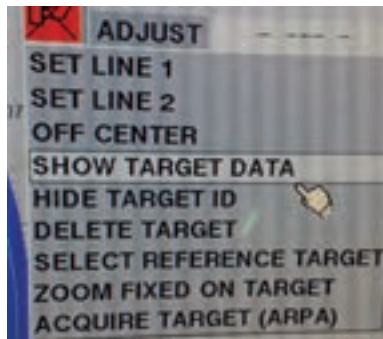 ADJUST
SET LINE 1
SET LINE 2
OFF CENTER
SHOW TARGET DATA
HIDE TARGET ID
DELETE TARGET
SELECT REFERENCE TARGET
ZOOM FIXED ON TARGET
ACQUIRE TARGET (ARPA)